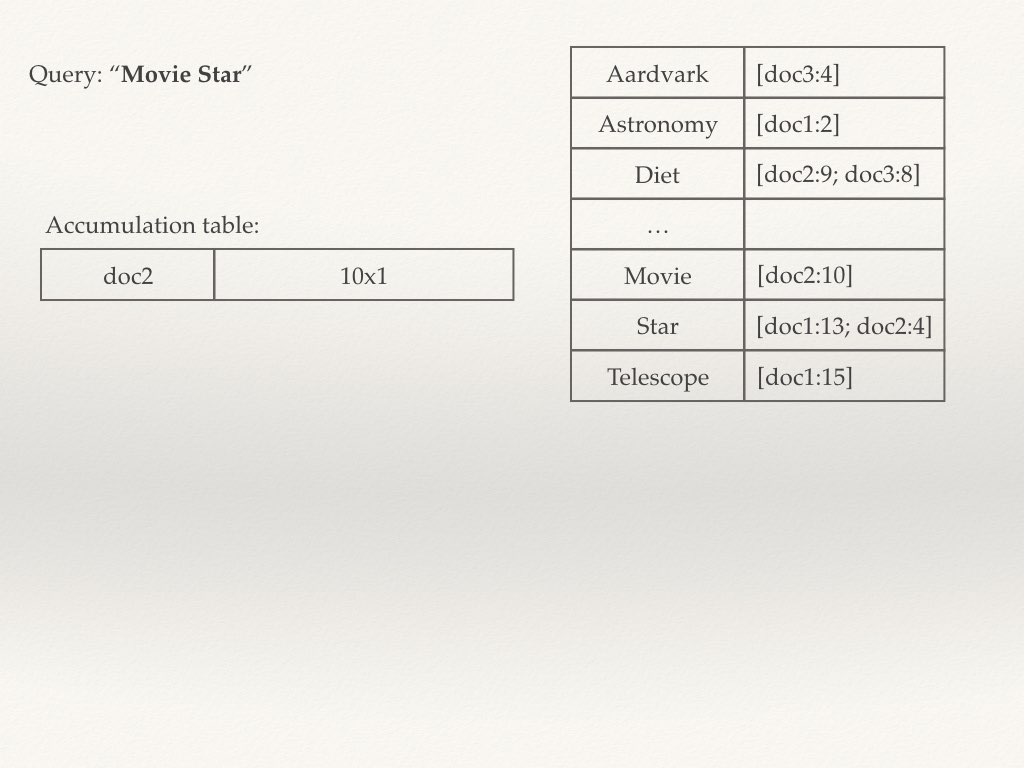 Query: “Movie Star”
Accumulation table:
doc2 10x1
Aardvark [doc3:4]
Astronomy [doc1:2]
Diet [doc2:9; doc3:8]
…
Movie [doc2:10]
Star [doc1:13; doc2:4]
Telescope [doc1:15]